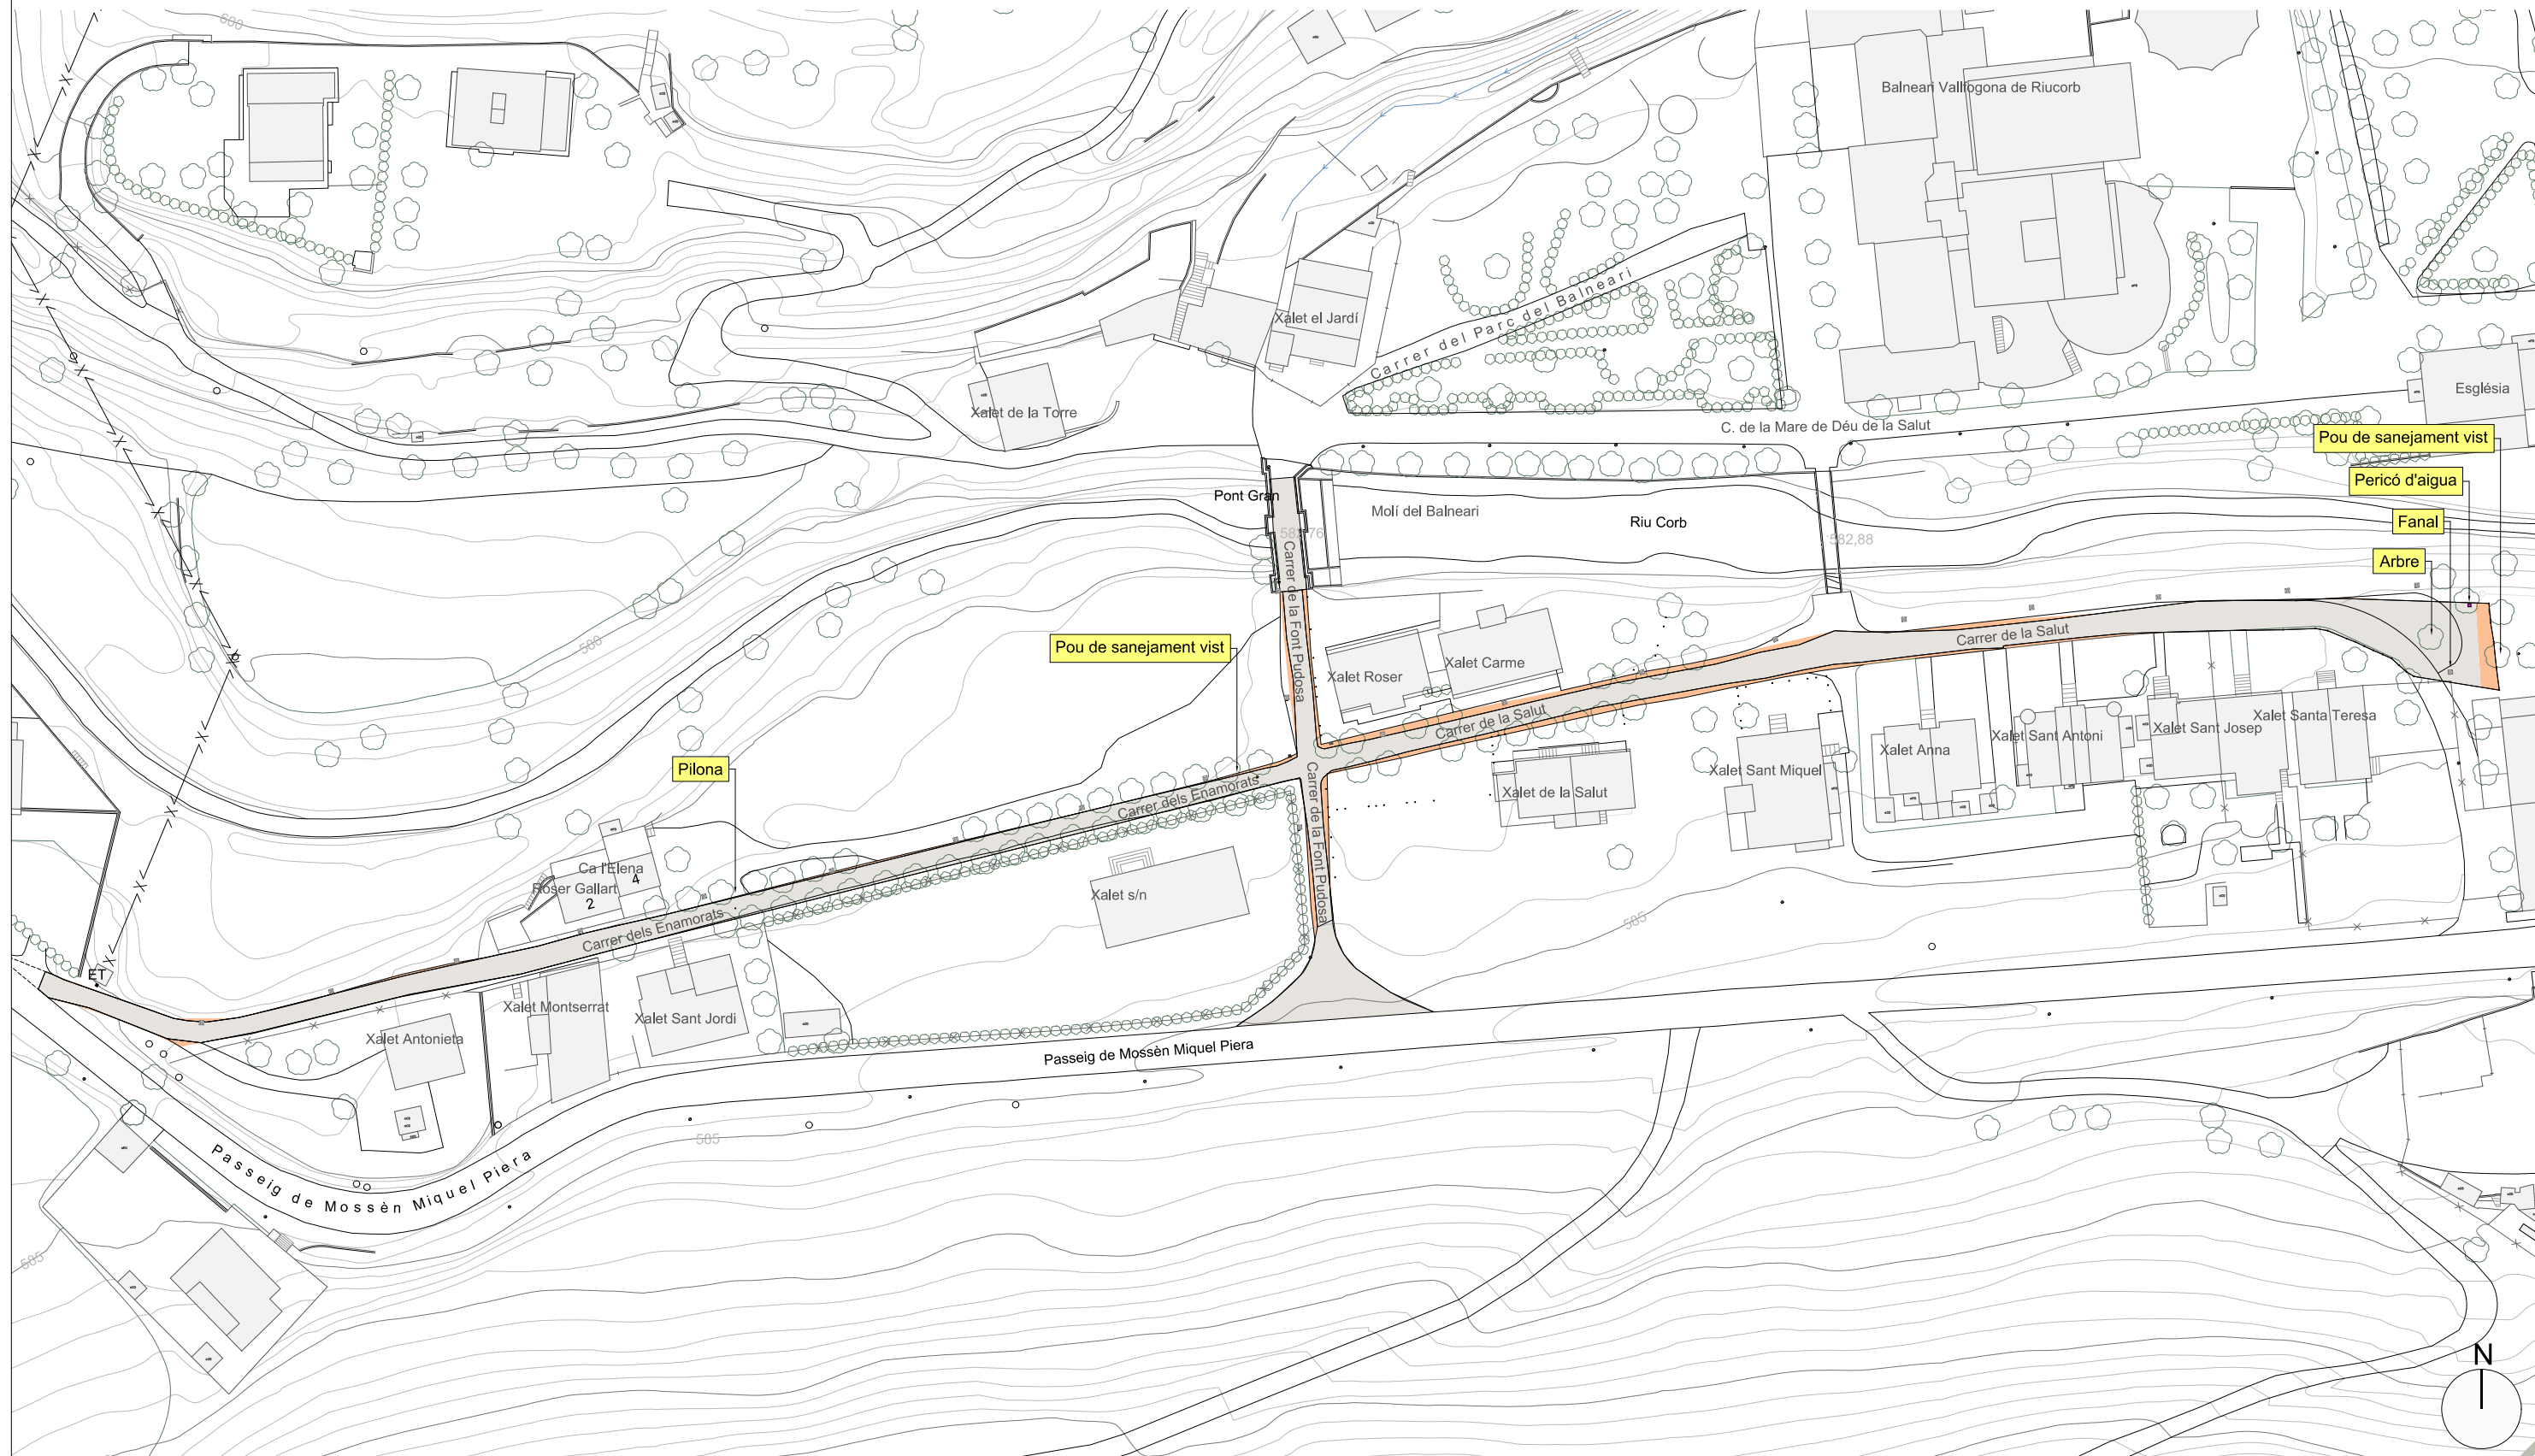 600
Balneari Vallfogona de Riucorb
Carrer del Parc del Balneari
Xalet el Jardí
Xalet de la Torre
Església
C. de la Mare de Déu de la Salut
Pou de sanejament vist
Pericó d'aigua
Fanal
Arbre
Pont Gran
Molí del Balneari
Riu Corb
582,88
Carrer de la Font Pudosa
580
Pou de sanejament vist
Xalet Roser
Xalet Carme
Carrer de la Salut
Carrer de la Salut
Pilona
Carrer dels Enamorats
Carrer de la Font Pudosa
Xalet de la Salut
Xalet Sant Miquel
Xalet Anna
Xalet Sant Antoni
Xalet Sant Josep
Xalet Santa Teresa
Ca l'Elena
4
Roser Gallart
2
Carrer dels Enamorats
Xalet s/n
585
ET
Xalet Montserrat
Xalet Sant Jordi
Xalet Antonieta
Passeig de Mossèn Miquel Piera
585
Passeig de Mossèn Miquel Piera
585
N